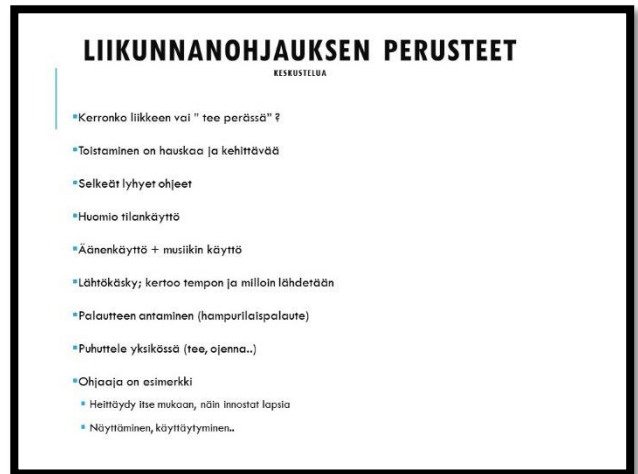 LIIKUNNANOHJAUKSEN PERUSTEET
KESKUSTELUA
▪Kerronko liikkeen vai " tee perässä" ?
▪Toistaminen on hauskaa ja kehittävää
▪Selkeät lyhyet ohjeet
▪Huomio tilankäyttö
▪Äänenkäyttö + musiikin käyttö
▪Lähtökäsky; kertoo tempon ja milloin lähdetään
▪Palautteen antaminen (hampurilaispalaute)
▪Puhuttele yksikössä (tee, ojenna..)
▪Ohjaaja on esimerkki
▪ Heittäydy itse mukaan, näin innostat lapsia
▪ Näyttäminen, käyttäytyminen..